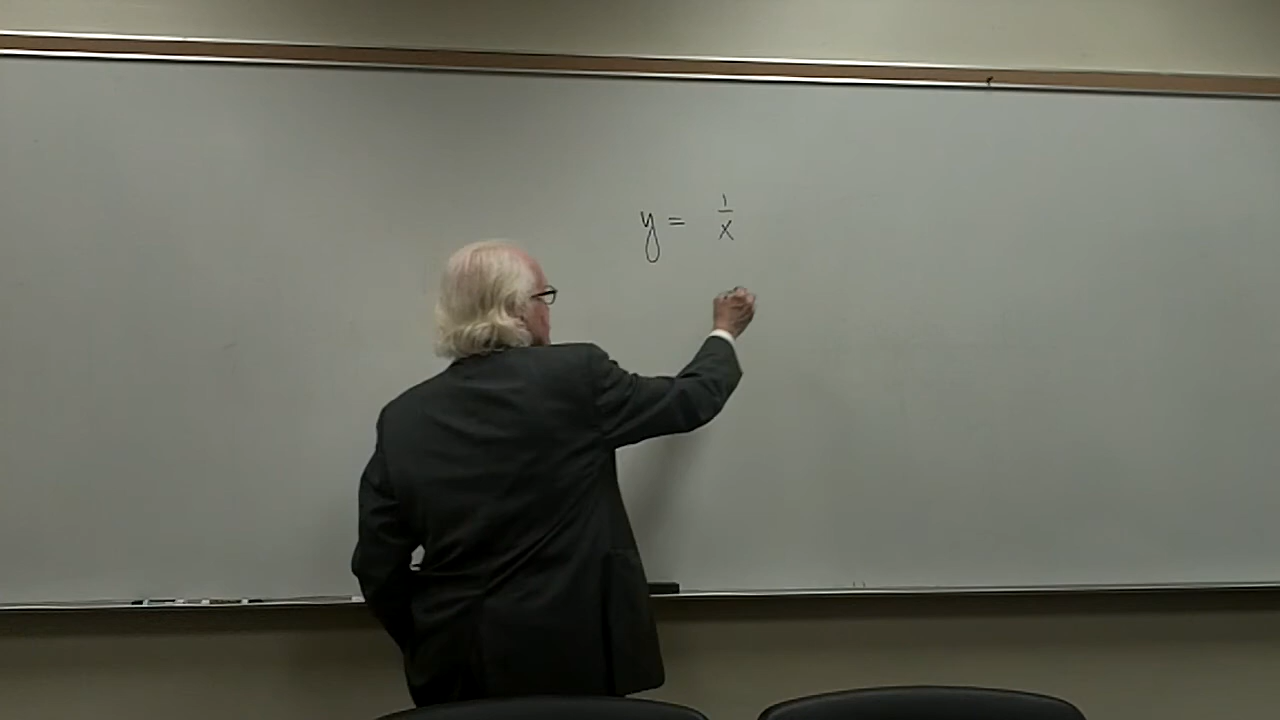 y = 1/x